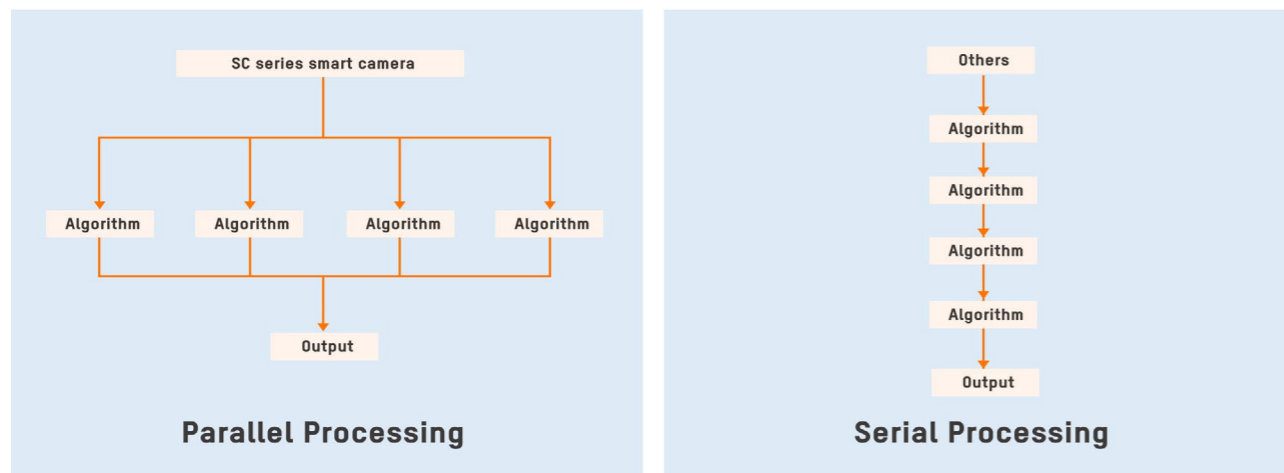 SC series smart camera
Algorithm
Algorithm
Algorithm
Algorithm
Output
Parallel Processing
Others
Algorithm
Algorithm
Algorithm
Algorithm
Output
Serial Processing